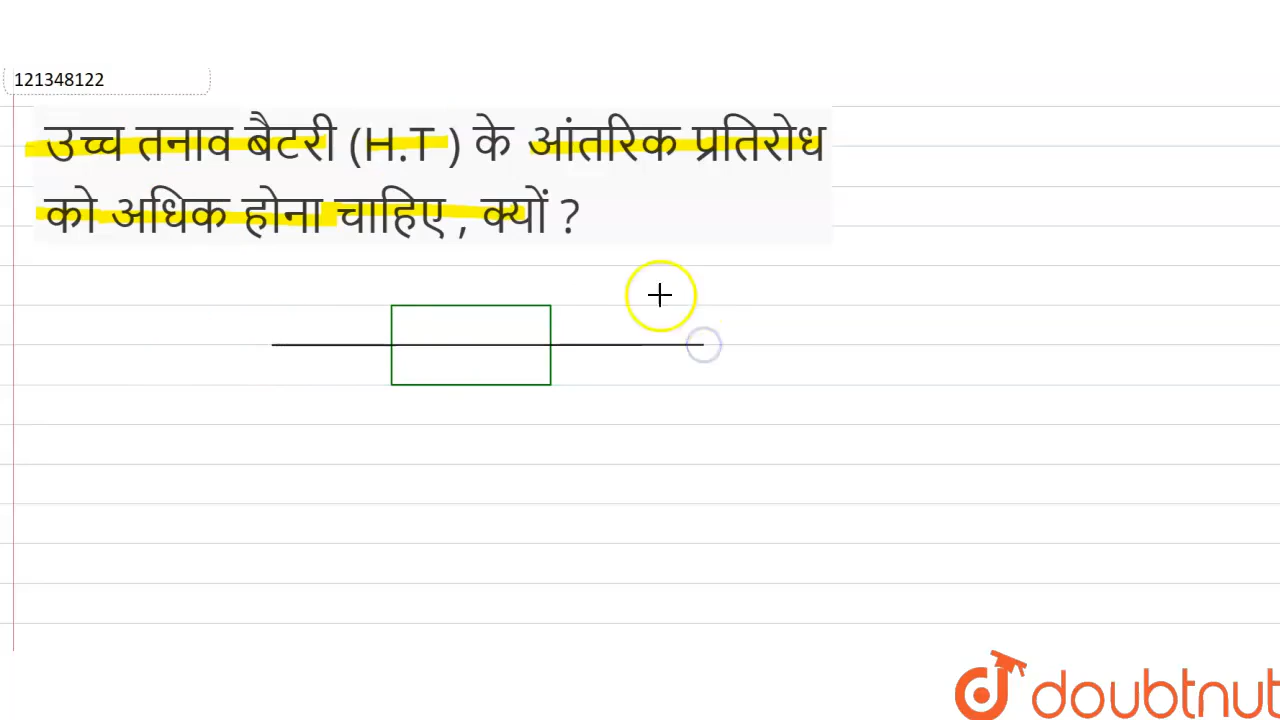 121348122
उच्च तनाव बैटरी (H.T ) के आंतरिक प्रतिरोध
को अधिक होना चाहिए , क्यों ?
doubtnut